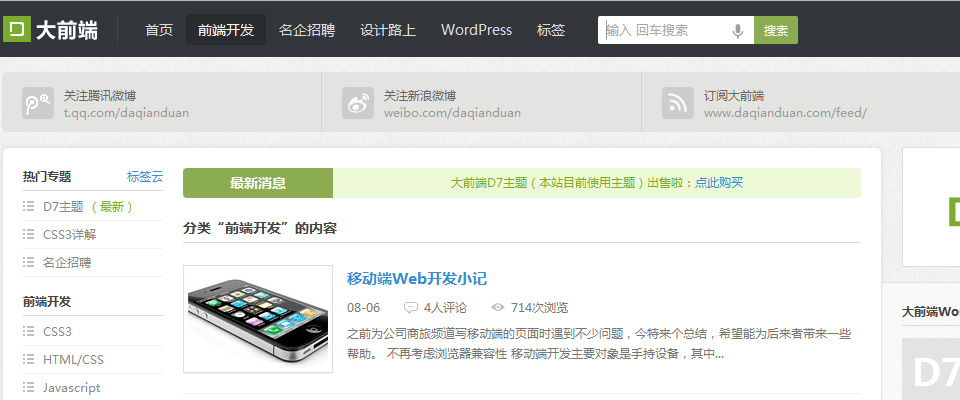 大前端 首页 前端开发 名企招聘 设计路上 WordPress 标签 输入 回车搜索 搜索
关注腾讯微博
t.qq.com/daqianduan
关注新浪微博
weibo.com/daqianduan
订阅大前端
www.daqianduan.com/feed/
热门专题 标签云
D7主题 （ 最新 ）
CSS3详解
名企招聘
前端开发
CSS3
HTML/CSS
Javascript
最新消息 大前端D7主题（本站目前使用主题）出售啦：点此购买
分类“前端开发”的内容
移动端Web开发小记
08-06 4人评论 714次浏览
之前为公司商旅频道写移动端的页面时遇到不少问题，今特来个总结，希望能为后来者带来一些
帮助。 不再考虑浏览器兼容性 移动端开发主要对象是手持设备，其中...
大前端Wo
D7